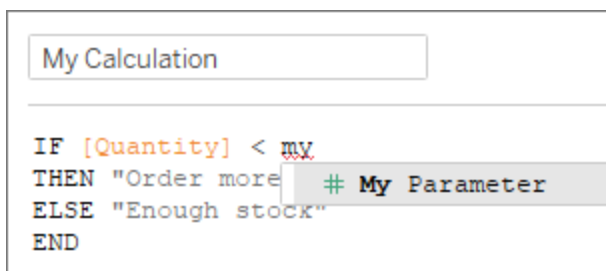 My Calculation
IF [Quantity] < my
THEN "Order more
# My Parameter
ELSE "Enough stock"
END